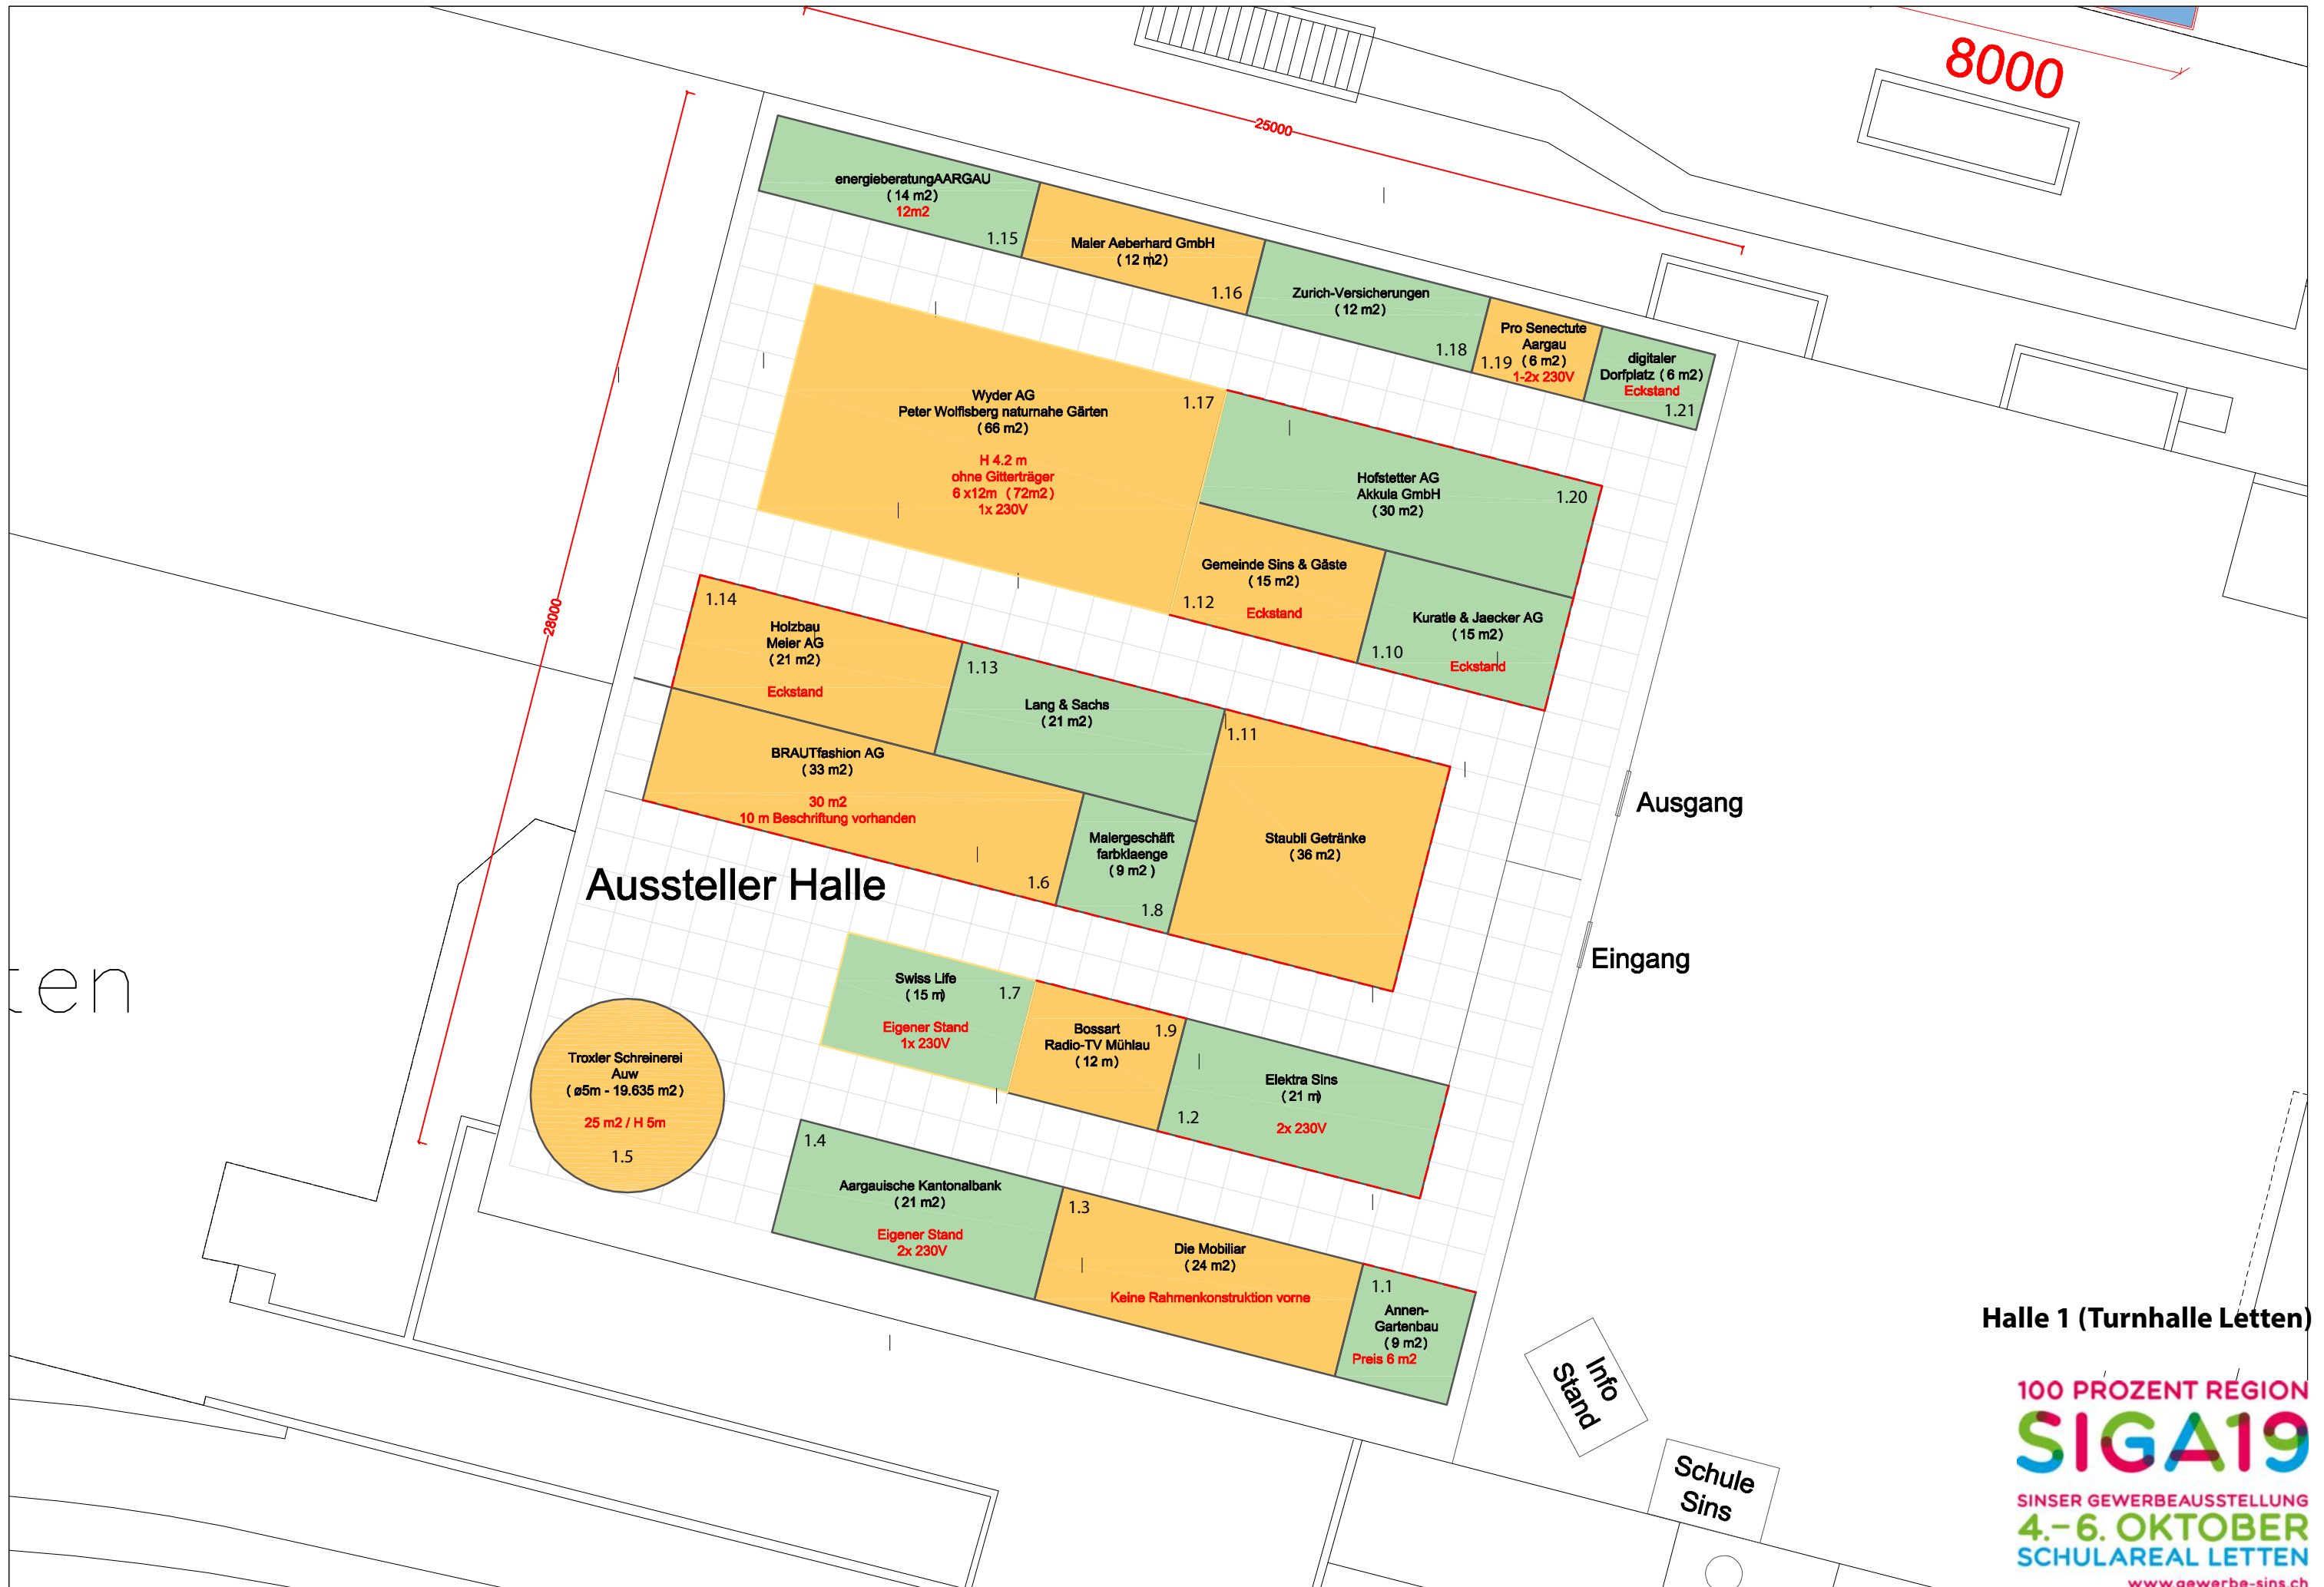 8000
25000
28000
energieberatungAARGAU
( 14 m2)
12m2
1.15
Maler Aeberhard GmbH
( 12 m2)
1.16
Zurich-Versicherungen
( 12 m2)
1.18
Pro Senectute
Aargau
( 6 m2)
1-2x 230V
1.19
digitaler
Dorfplatz ( 6 m2)
Eckstand
1.21
Wyder AG
Peter Wolfisberg naturnahe Gärten
( 66 m2)
H 4.2 m
ohne Gitterträger
6 x12m ( 72m2)
1x 230V
1.17
Hofstetter AG
Akkula GmbH
( 30 m2)
1.20
Gemeinde Sins & Gäste
( 15 m2)
Eckstand
1.12
Kuratle & Jaecker AG
( 15 m2)
Eckstand
1.10
1.14
Holzbau
Meier AG
( 21 m2)
Eckstand
1.13
Lang & Sachs
( 21 m2)
1.11
Staubli Getränke
( 36 m2)
BRAUTfashion AG
( 33 m2)
30 m2
10 m Beschriftung vorhanden
1.6
Malergeschäft
farbklaenge
( 9 m2 )
1.8
Ausgang
Eingang
Aussteller Halle
ten
Swiss Life
( 15 m)
Eigener Stand
1x 230V
1.7
Bossart
Radio-TV Mühlau
( 12 m)
1.9
Elektra Sins
( 21 m)
2x 230V
1.2
Troxler Schreinerei
Auw
( ø5m - 19.635 m2)
25 m2 / H 5m
1.5
1.4
Aargauische Kantonalbank
( 21 m2)
Eigener Stand
2x 230V
1.3
Die Mobiliar
( 24 m2)
Keine Rahmenkonstruktion vorne
1.1
Annen-
Gartenbau
( 9 m2)
Preis 6 m2
Info
Stand
Schule
Sins
Halle 1 (Turnhalle Letten)
100 PROZENT REGION
SIGA19
SINSER GEWERBEAUSSTELLUNG
4.–6. OKTOBER
SCHULAREAL LETTEN
www.gewerbe-sins.ch